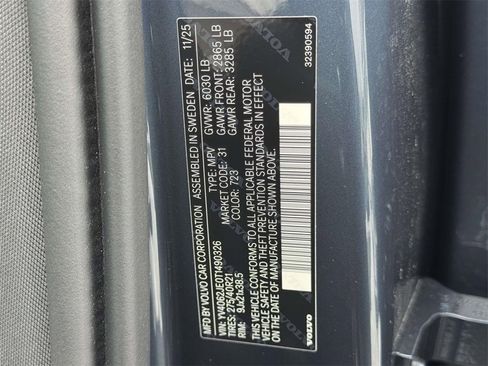 MFD BY VOLVO CAR CORPORATION ASSEMBLED IN SWEDEN DATE: 11/25
VIN: YV4062JE0T1490326 TYPE: MPV GVWR: 6030 LB
TIRES: 275/40R21 MARKET CODE: 31 GAWR FRONT: 2865 LB
RIM: 9Jx21x38.5 COLOR: 723 GAWR REAR: 3285 LB
THIS VEHICLE CONFORMS TO ALL APPLICABLE FEDERAL MOTOR
VEHICLE SAFETY AND THEFT PREVENTION STANDARDS IN EFFECT
ON THE DATE OF MANUFACTURE SHOWN ABOVE.
VOLVO 32390594